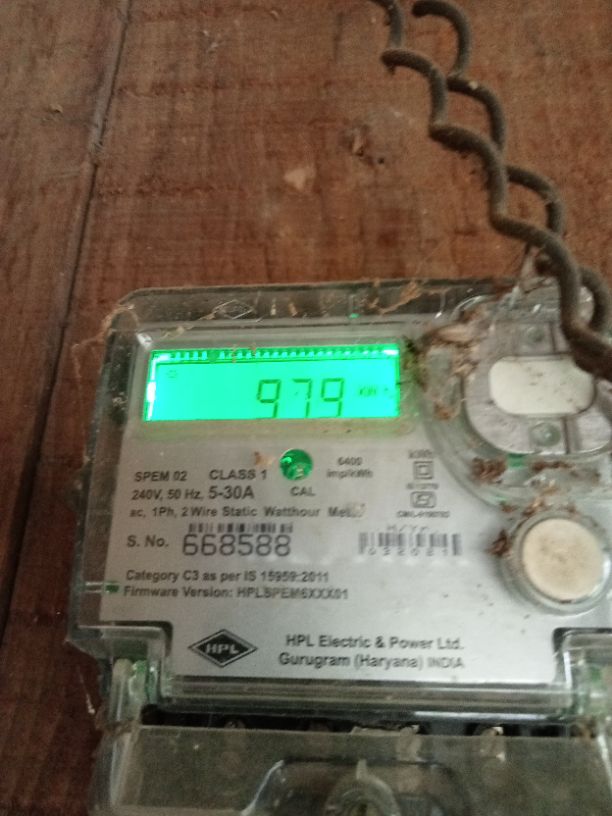 979 kWh
SPEM 02 CLASS 1
6400 imp/kWh
240V, 50 Hz, 5-30A CAL
ac, 1Ph, 2 Wire Static Watthour Meter
S. No. 668588
Category C3 as per IS 15959:2011
Firmware Version: HPLSPEM6XXX01
HPL
HPL Electric & Power Ltd.
Gurugram (Haryana) INDIA